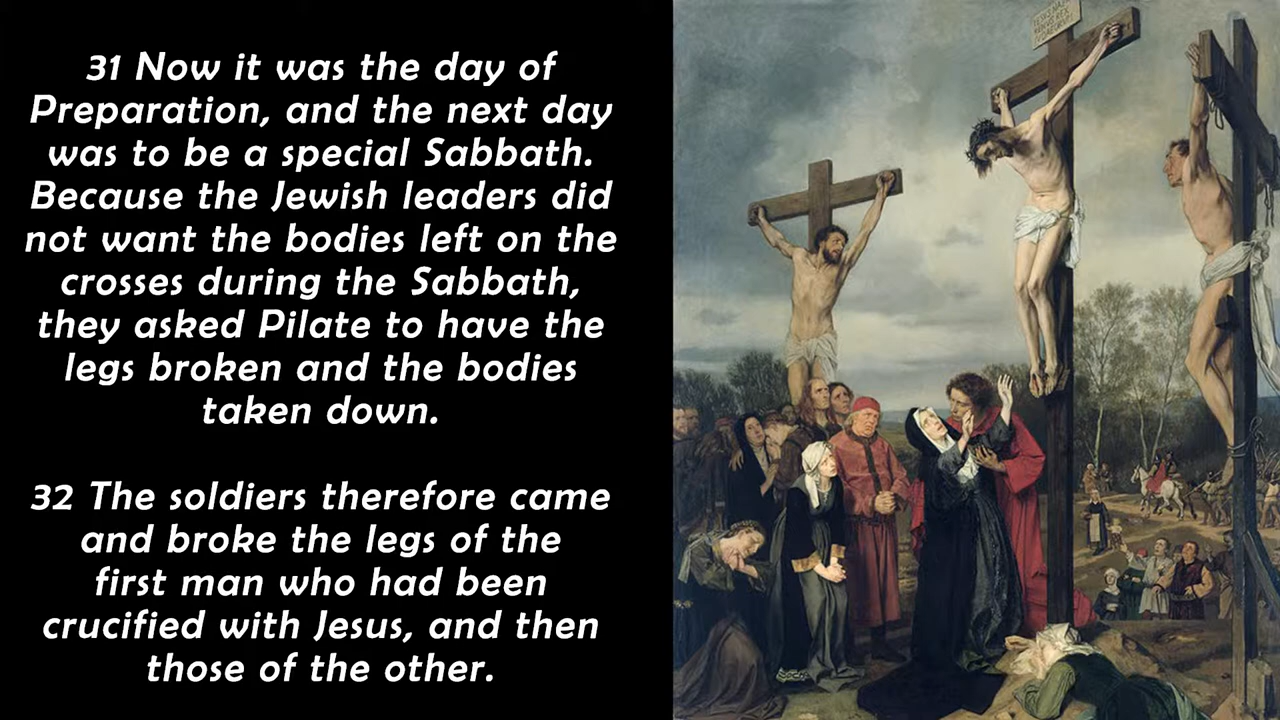 31 Now it was the day of
Preparation, and the next day
was to be a special Sabbath.
Because the Jewish leaders did
not want the bodies left on the
crosses during the Sabbath,
they asked Pilate to have the
legs broken and the bodies
taken down.
32 The soldiers therefore came
and broke the legs of the
first man who had been
crucified with Jesus, and then
those of the other.